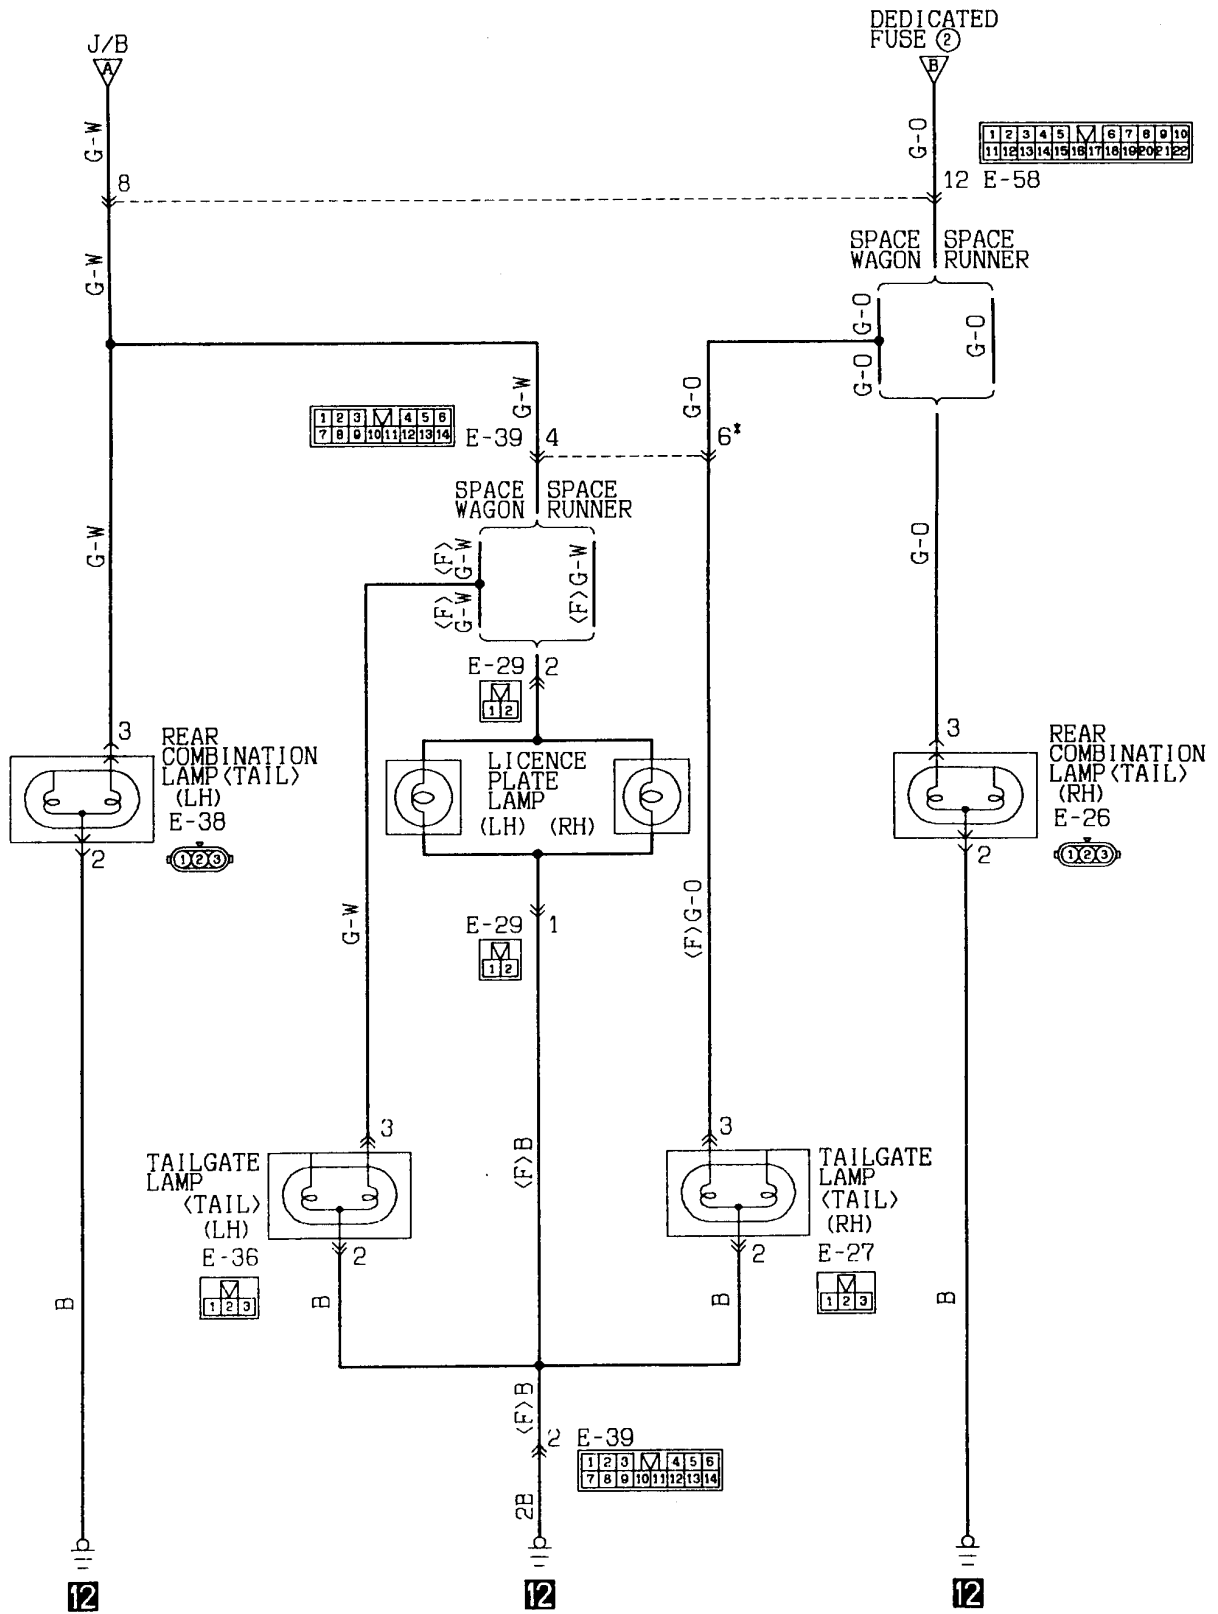 DEDICATED
FUSE ②
J/B
A
B
G-W
G-O
1 2 3 4 5 6 7 8 9 10
11 12 13 14 15 16 17 18 19 20 21 22
8
12 E-58
G-W
SPACE WAGON
SPACE RUNNER
G-O
G-O
G-O
G-W
G-O
1 2 3 4 5 6
7 8 9 10 11 12 13 14
E-39 4
6*
SPACE WAGON
SPACE RUNNER
G-W
<F> G-W
<F> G-W
<F>G-W
G-O
E-29 2
1 2
3
REAR
COMBINATION
LAMP<TAIL>
(LH)
E-38
1 2 3
2
LICENCE
PLATE
LAMP
(LH) (RH)
3
REAR
COMBINATION
LAMP<TAIL>
(RH)
E-26
1 2 3
2
G-W
E-29 1
1 2
<F>G-O
3
TAILGATE
LAMP
<TAIL>
(LH)
E-36
1 2 3
2
<F>B
3
TAILGATE
LAMP
<TAIL>
(RH)
E-27
1 2 3
2
B
B
B
B
<F>B
2 E-39
1 2 3 4 5 6
7 8 9 10 11 12 13 14
2B
12
12
12